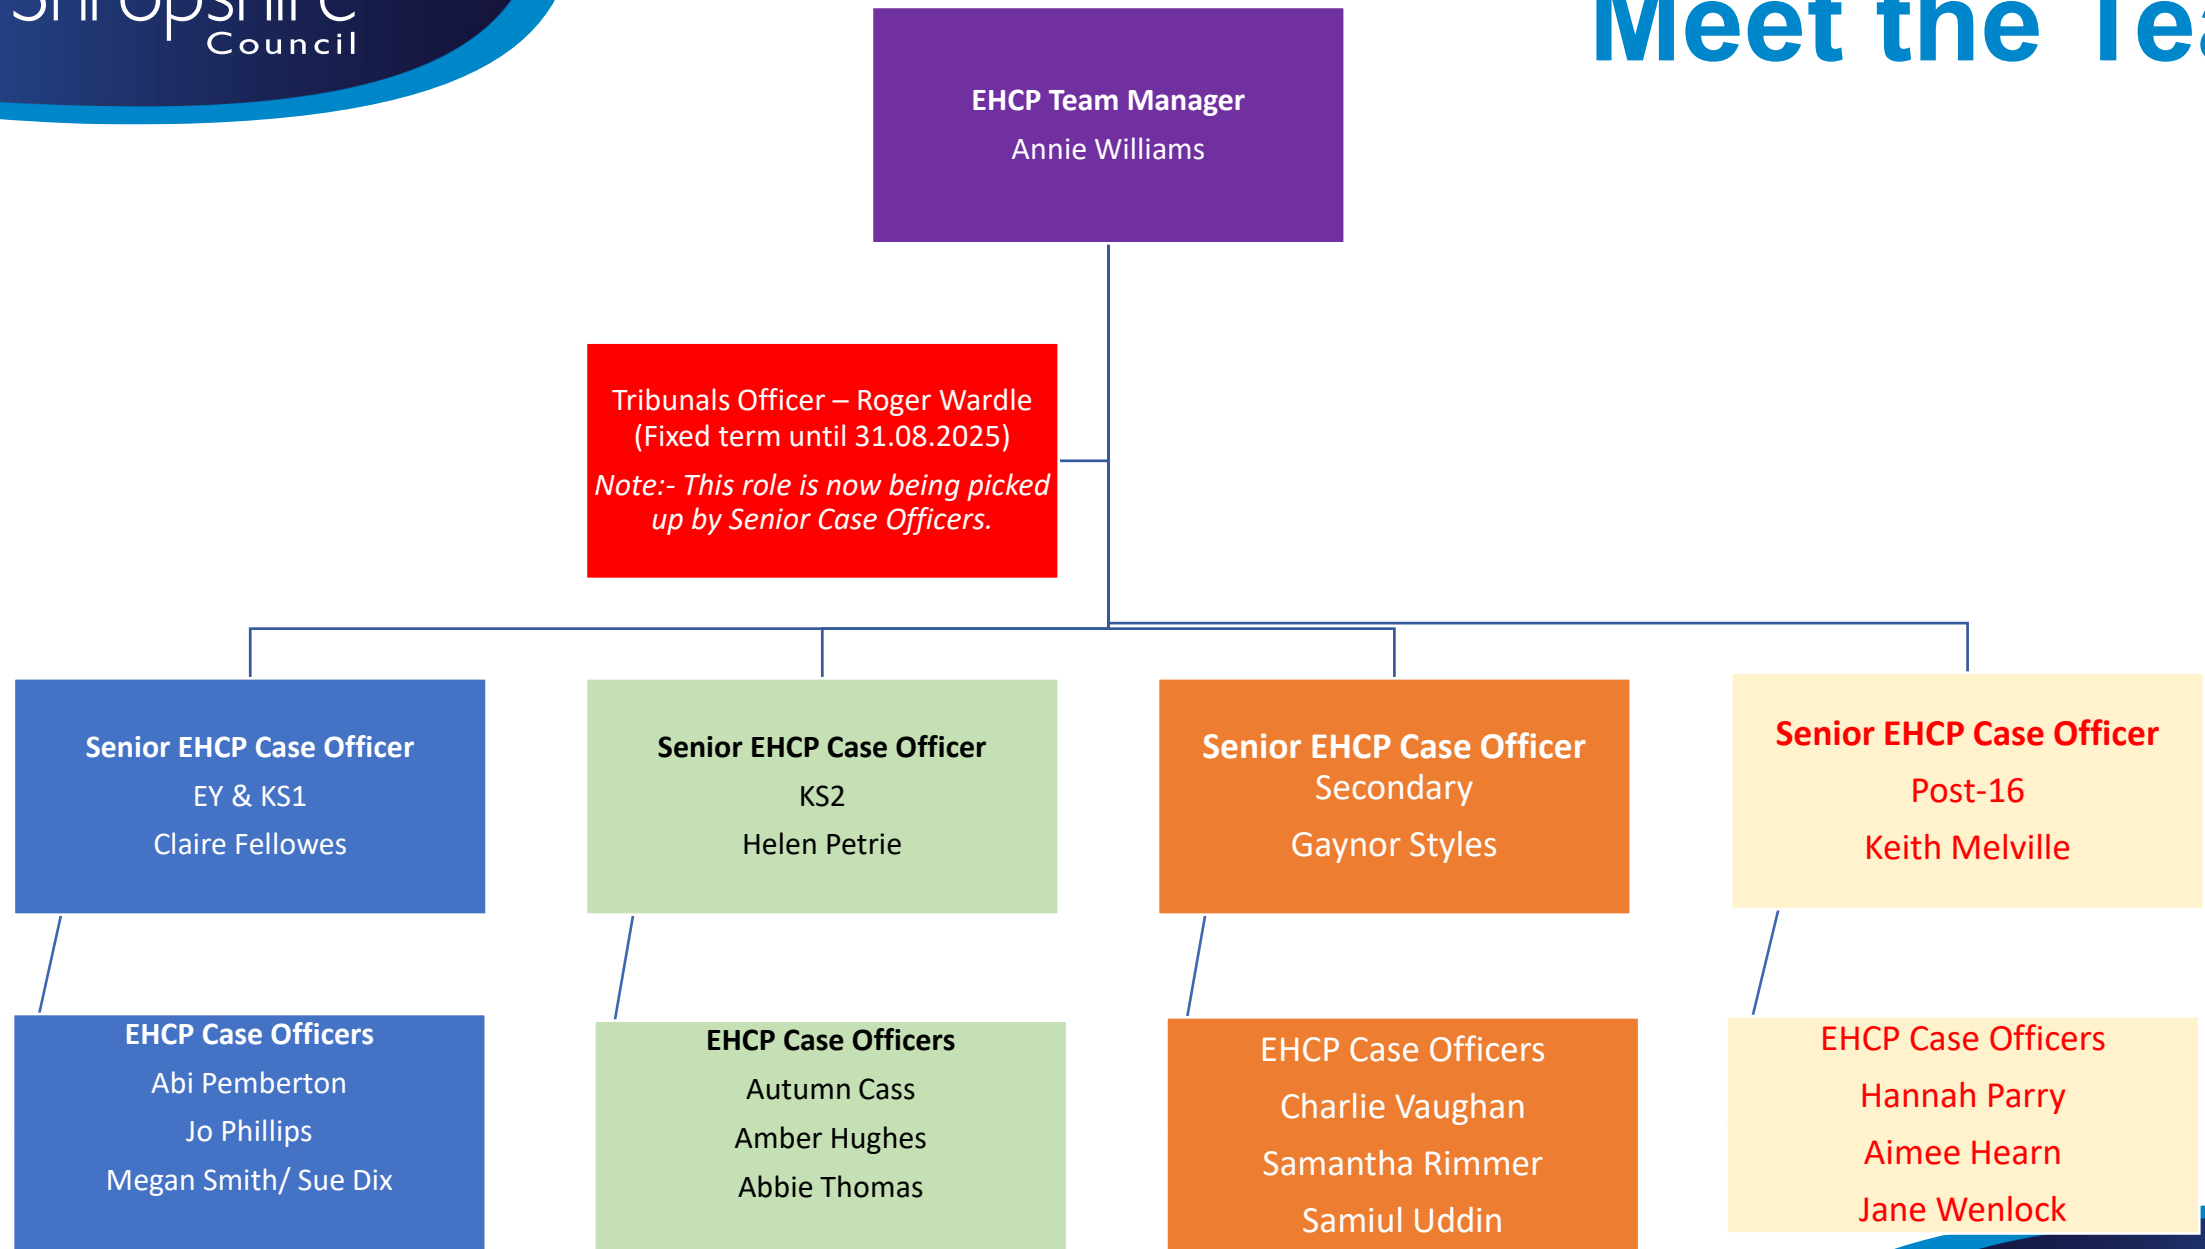 Shropshire
Council
Meet the Tea
EHCP Team Manager
Annie Williams
Tribunals Officer – Roger Wardle
(Fixed term until 31.08.2025)
Note:- This role is now being picked
up by Senior Case Officers.
Senior EHCP Case Officer
EY & KS1
Claire Fellowes
Senior EHCP Case Officer
KS2
Helen Petrie
Senior EHCP Case Officer
Secondary
Gaynor Styles
Senior EHCP Case Officer
Post-16
Keith Melville
EHCP Case Officers
Abi Pemberton
Jo Phillips
Megan Smith/ Sue Dix
EHCP Case Officers
Autumn Cass
Amber Hughes
Abbie Thomas
EHCP Case Officers
Charlie Vaughan
Samantha Rimmer
Samiul Uddin
EHCP Case Officers
Hannah Parry
Aimee Hearn
Jane Wenlock